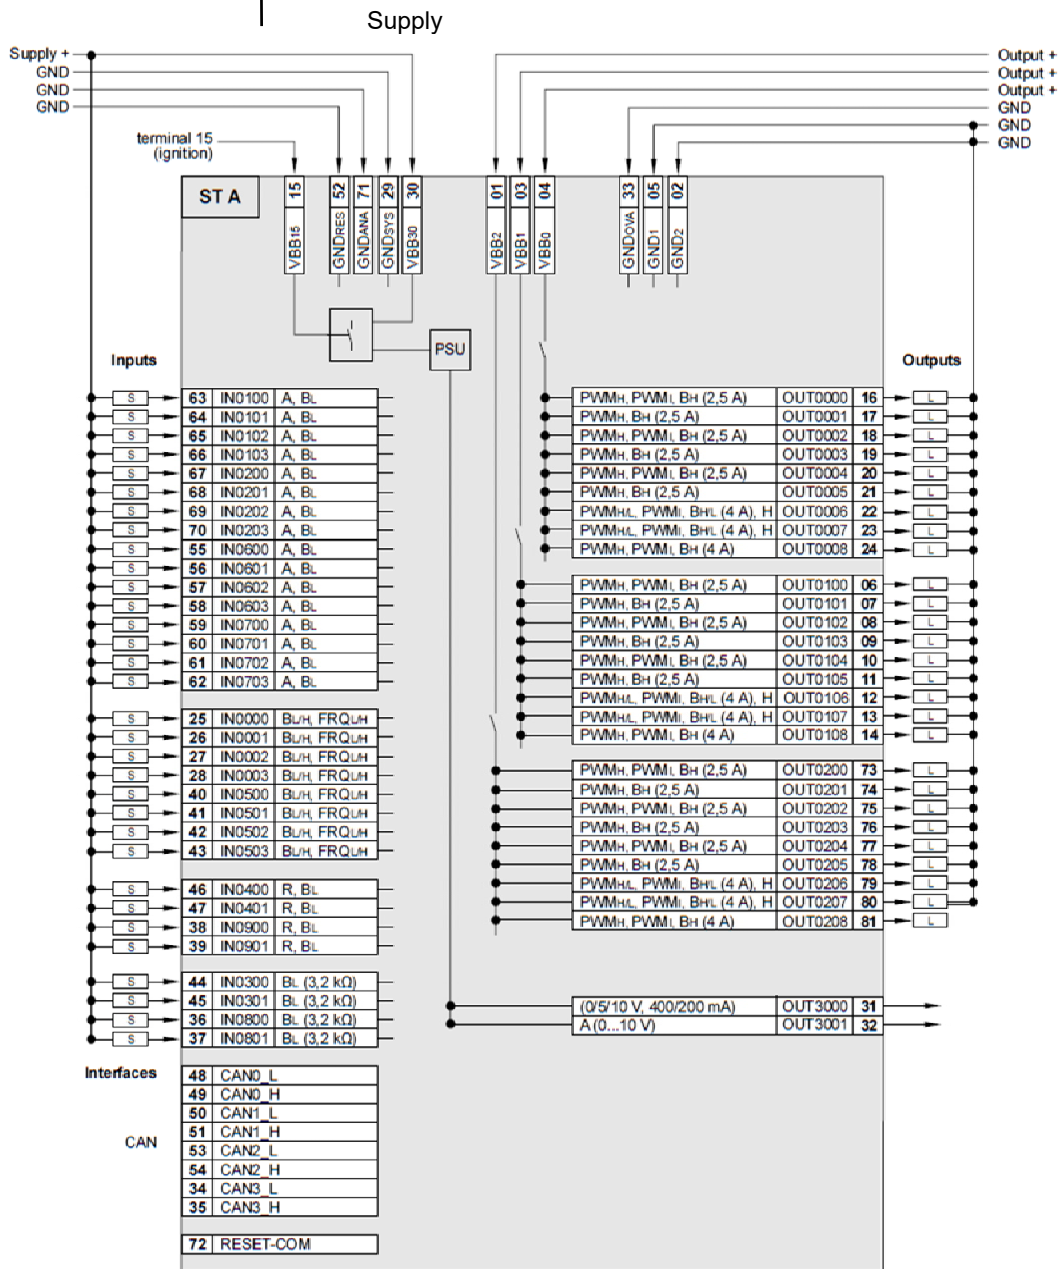 Supply
Supply +
GND
GND
GND
Output +
Output +
Output +
GND
GND
GND
terminal 15
(ignition)
ST A
15 VBB15
52 GNDRES
71 GNDANA
29 GNDSYS
30 VBB30
01 VBB2
03 VBB1
04 VBB0
33 GNDOVA
05 GND1
02 GND2
PSU
Inputs
S 63 IN0100 A, BL
S 64 IN0101 A, BL
S 65 IN0102 A, BL
S 66 IN0103 A, BL
S 67 IN0200 A, BL
S 68 IN0201 A, BL
S 69 IN0202 A, BL
S 70 IN0203 A, BL
S 55 IN0600 A, BL
S 56 IN0601 A, BL
S 57 IN0602 A, BL
S 58 IN0603 A, BL
S 59 IN0700 A, BL
S 60 IN0701 A, BL
S 61 IN0702 A, BL
S 62 IN0703 A, BL
S 25 IN0000 BL/H, FRQL/H
S 26 IN0001 BL/H, FRQL/H
S 27 IN0002 BL/H, FRQL/H
S 28 IN0003 BL/H, FRQL/H
S 40 IN0500 BL/H, FRQL/H
S 41 IN0501 BL/H, FRQL/H
S 42 IN0502 BL/H, FRQL/H
S 43 IN0503 BL/H, FRQL/H
S 46 IN0400 R, BL
S 47 IN0401 R, BL
S 38 IN0900 R, BL
S 39 IN0901 R, BL
S 44 IN0300 BL (3,2 kΩ)
S 45 IN0301 BL (3,2 kΩ)
S 36 IN0800 BL (3,2 kΩ)
S 37 IN0801 BL (3,2 kΩ)
Interfaces
CAN
48 CAN0_L
49 CAN0_H
50 CAN1_L
51 CAN1_H
53 CAN2_L
54 CAN2_H
34 CAN3_L
35 CAN3_H
72 RESET-COM
Outputs
PWMH, PWMI, BH (2,5 A) OUT0000 16 L
PWMH, BH (2,5 A) OUT0001 17 L
PWMH, PWMI, BH (2,5 A) OUT0002 18 L
PWMH, BH (2,5 A) OUT0003 19 L
PWMH, PWMI, BH (2,5 A) OUT0004 20 L
PWMH, BH (2,5 A) OUT0005 21 L
PWMH/L, PWMI, BH/L (4 A), H OUT0006 22 L
PWMH/L, PWMI, BH/L (4 A), H OUT0007 23 L
PWMH, PWMI, BH (4 A) OUT0008 24 L
PWMH, PWMI, BH (2,5 A) OUT0100 06 L
PWMH, BH (2,5 A) OUT0101 07 L
PWMH, PWMI, BH (2,5 A) OUT0102 08 L
PWMH, BH (2,5 A) OUT0103 09 L
PWMH, PWMI, BH (2,5 A) OUT0104 10 L
PWMH, BH (2,5 A) OUT0105 11 L
PWMH/L, PWMI, BH/L (4 A), H OUT0106 12 L
PWMH/L, PWMI, BH/L (4 A), H OUT0107 13 L
PWMH, PWMI, BH (4 A) OUT0108 14 L
PWMH, PWMI, BH (2,5 A) OUT0200 73 L
PWMH, BH (2,5 A) OUT0201 74 L
PWMH, PWMI, BH (2,5 A) OUT0202 75 L
PWMH, BH (2,5 A) OUT0203 76 L
PWMH, PWMI, BH (2,5 A) OUT0204 77 L
PWMH, BH (2,5 A) OUT0205 78 L
PWMH/L, PWMI, BH/L (4 A), H OUT0206 79 L
PWMH/L, PWMI, BH/L (4 A), H OUT0207 80 L
PWMH, PWMI, BH (4 A) OUT0208 81 L
(0/5/10 V, 400/200 mA) OUT3000 31
A (0...10 V) OUT3001 32